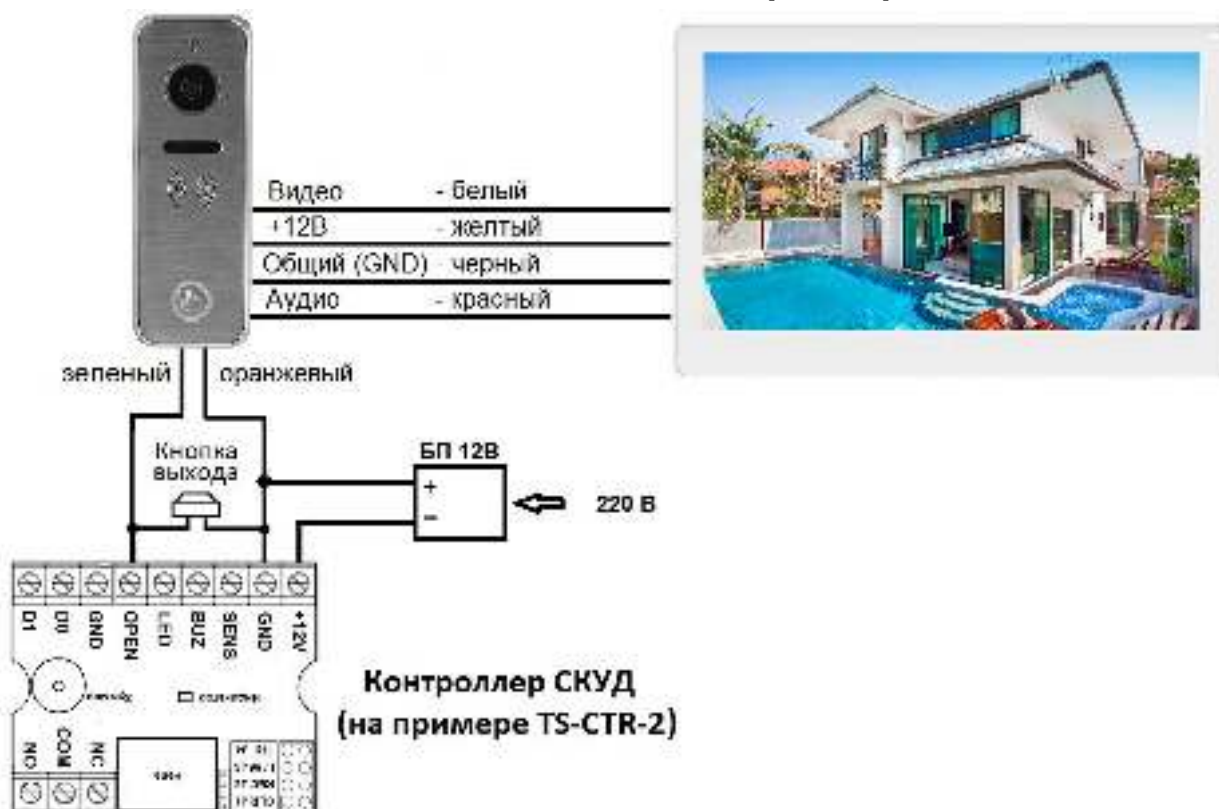 Видео - белый
+12В - желтый
Общий (GND) - черный
Аудио - красный
зеленый оранжевый
Кнопка
выхода
БП 12В
+
−
220 В
D1 D0 GND OPEN LED BUZ SENS GND +12V
Контроллер СКУД
(на примере TS-CTR-2)
NO COM NC